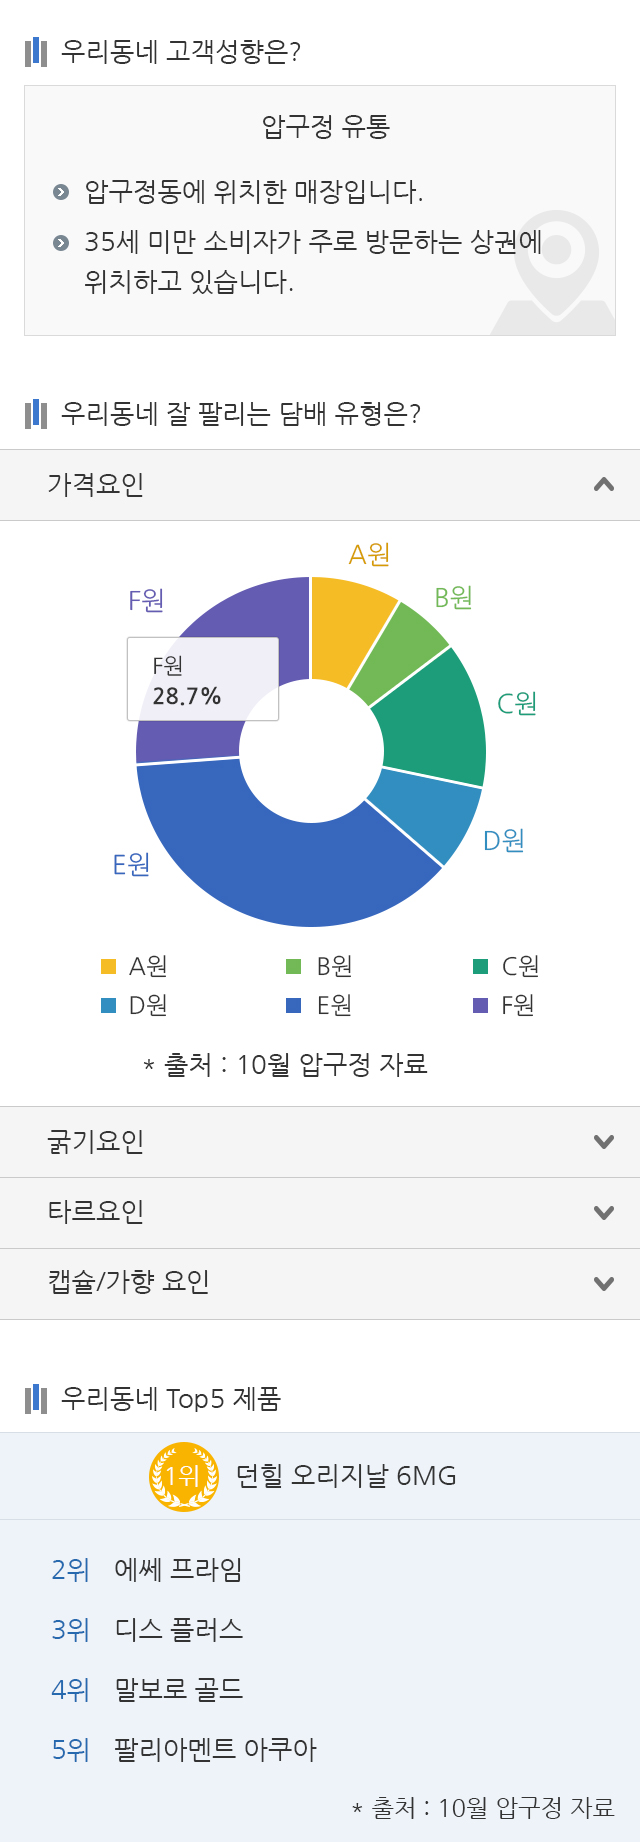 우리동네 고객성향은?
압구정 유통
압구정동에 위치한 매장입니다.
35세 미만 소비자가 주로 방문하는 상권에
위치하고 있습니다.
우리동네 잘 팔리는 담배 유형은?
가격요인
A원
B원
F원
F원
28.7%
C원
D원
E원
A원 B원 C원
D원 E원 F원
* 출처 : 10월 압구정 자료
굵기요인
타르요인
캡슐/가향 요인
우리동네 Top5 제품
1위 던힐 오리지날 6MG
2위 에쎄 프라임
3위 디스 플러스
4위 말보로 골드
5위 팔리아멘트 아쿠아
* 출처 : 10월 압구정 자료